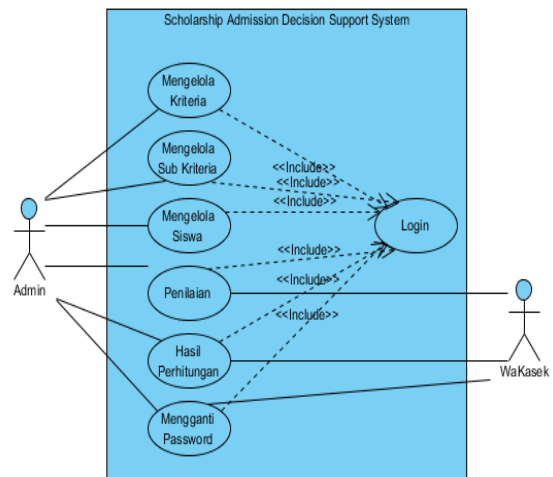 Scholarship Admission Decision Support System
Mengelola
Kriteria
Mengelola
Sub Kriteria
<<Include>>
<<Include>>
<<Include>>
Mengelola
Siswa
Login
Admin
<<Include>>
Penilaian
<<Include>>
<<Include>>
Hasil
Perhitungan
WaKasek
Mengganti
Password